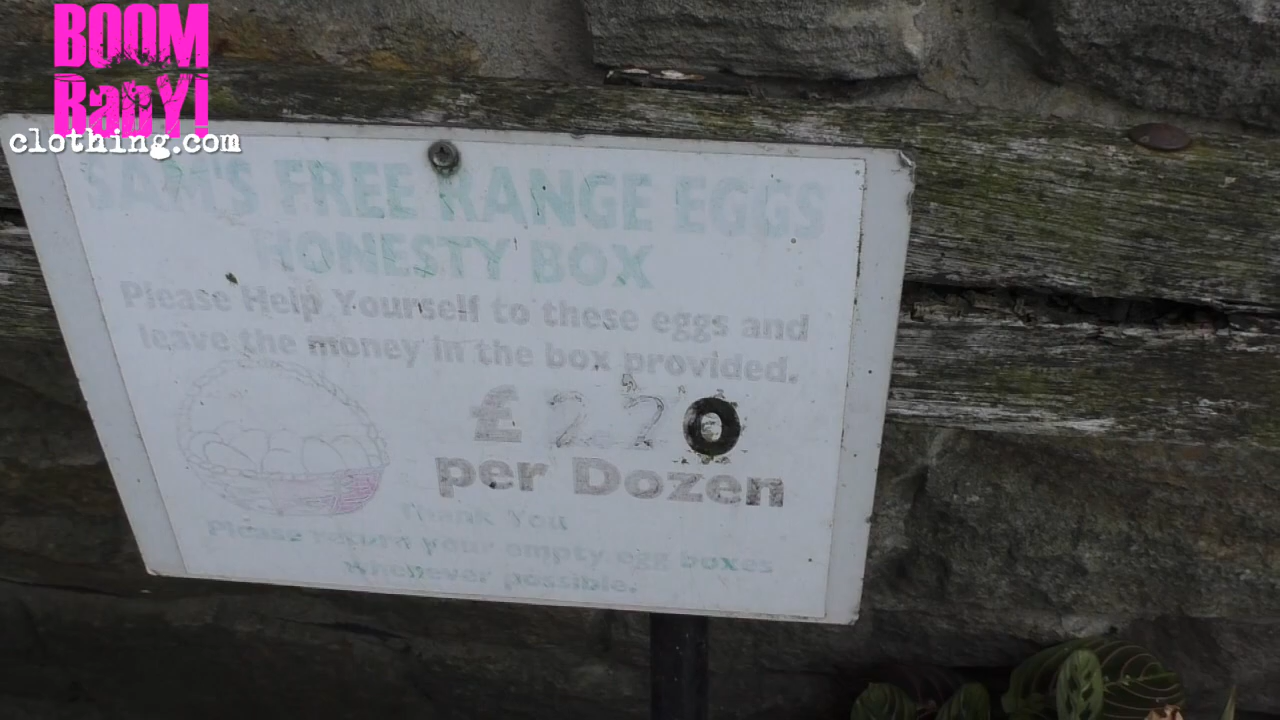 BOOM
BabY!
clothing.com
SAM'S FREE RANGE EGGS
HONESTY BOX
Please Help Yourself to these eggs and
leave the money in the box provided.
£ 2 20
per Dozen
Thank You
Please return your empty egg boxes
whenever possible.